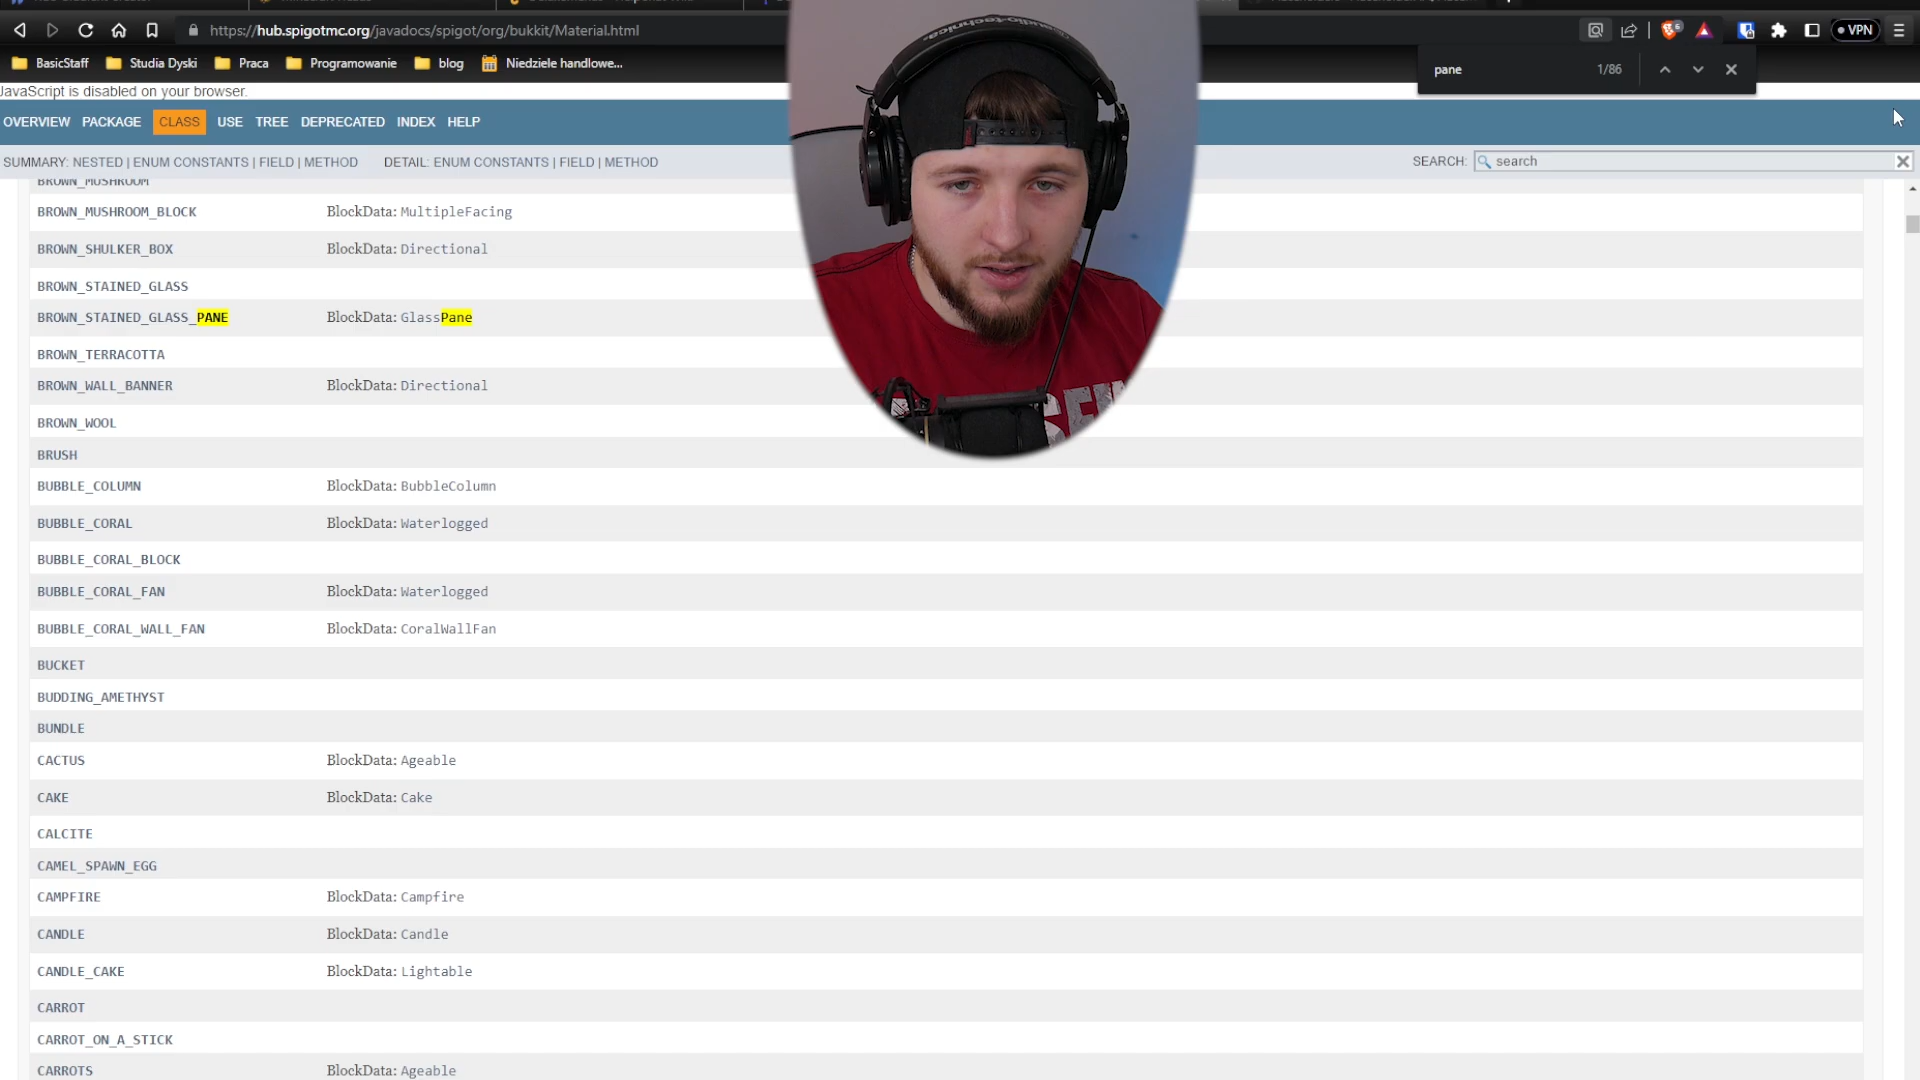 https://hub.spigotmc.org/javadocs/spigot/org/bukkit/Material.html
VPN
BasicStaff
Studia Dyski
Praca
Programowanie
blog
Niedziele handlowe...
pane
1/86
JavaScript is disabled on your browser.
audio-technica
OVERVIEW PACKAGE CLASS USE TREE DEPRECATED INDEX HELP
SUMMARY: NESTED | ENUM CONSTANTS | FIELD | METHOD DETAIL: ENUM CONSTANTS | FIELD | METHOD
SEARCH: search
BROWN_MUSHROOM
BROWN_MUSHROOM_BLOCK BlockData: MultipleFacing
BROWN_SHULKER_BOX BlockData: Directional
BROWN_STAINED_GLASS
BROWN_STAINED_GLASS_PANE BlockData: GlassPane
BROWN_TERRACOTTA
BROWN_WALL_BANNER BlockData: Directional
BROWN_WOOL
BRUSH
BUBBLE_COLUMN BlockData: BubbleColumn
BUBBLE_CORAL BlockData: Waterlogged
BUBBLE_CORAL_BLOCK
BUBBLE_CORAL_FAN BlockData: Waterlogged
BUBBLE_CORAL_WALL_FAN BlockData: CoralWallFan
BUCKET
BUDDING_AMETHYST
BUNDLE
CACTUS BlockData: Ageable
CAKE BlockData: Cake
CALCITE
CAMEL_SPAWN_EGG
CAMPFIRE BlockData: Campfire
CANDLE BlockData: Candle
CANDLE_CAKE BlockData: Lightable
CARROT
CARROT_ON_A_STICK
CARROTS BlockData: Ageable